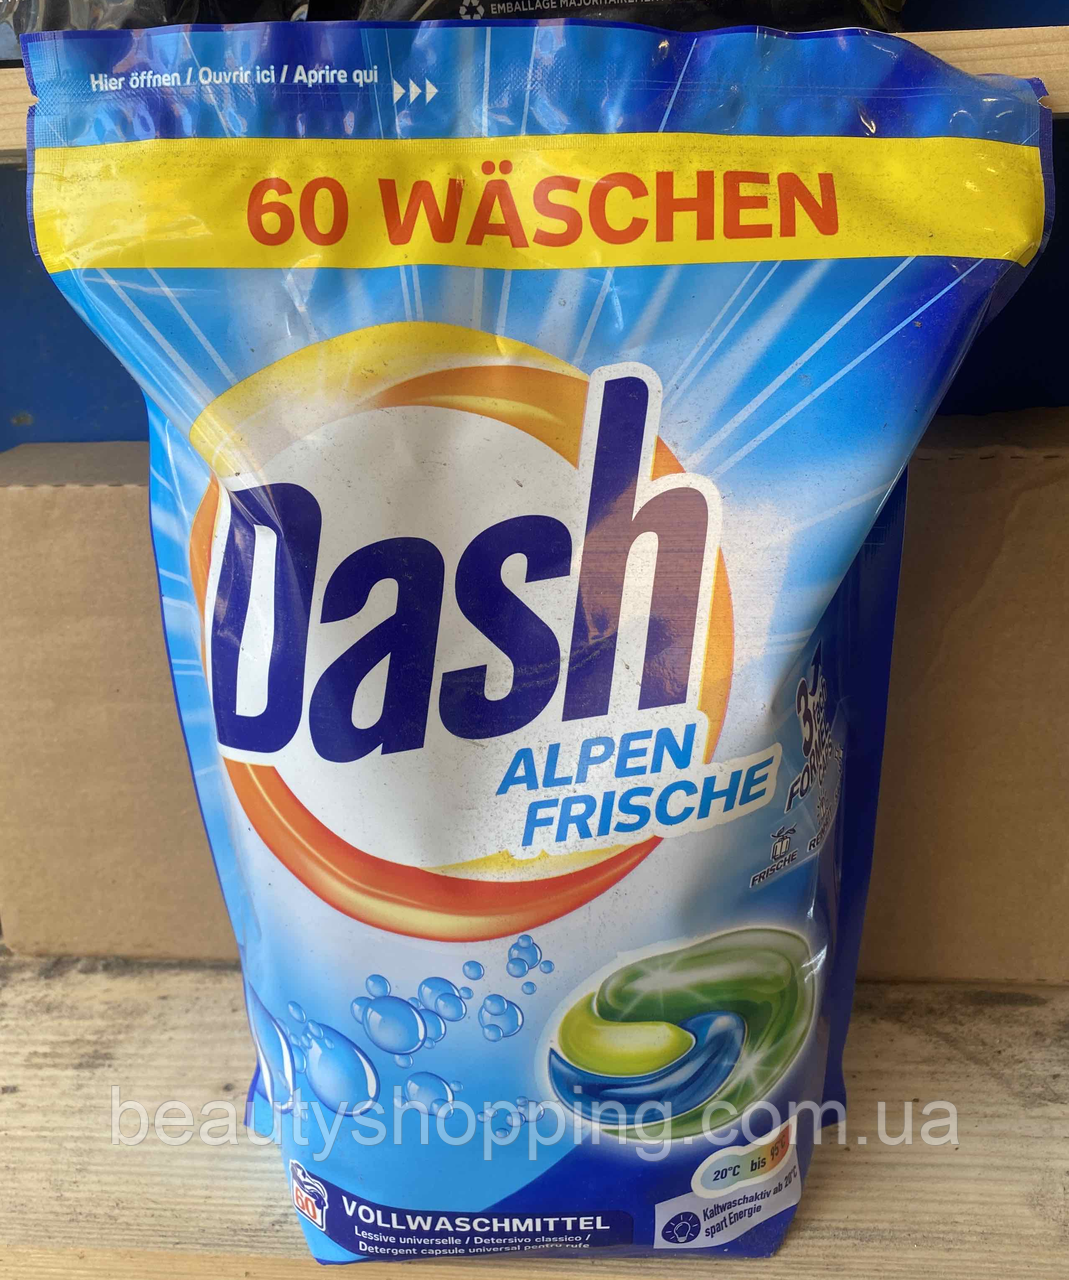 EMBALLAGE
Hier öffnen / Ouvrir ici / Aprire qui
60 WÄSCHEN
Dash
ALPEN
FRISCHE
3
FRISCHE
beautyshopping.com.ua
20°C bis 95°C
Kaltwaschaktiv ab 20°C
spart Energie
60
VOLLWASCHMITTEL
Lessive universelle / Detersivo classico /
Detergent capsule universal pentru rufe